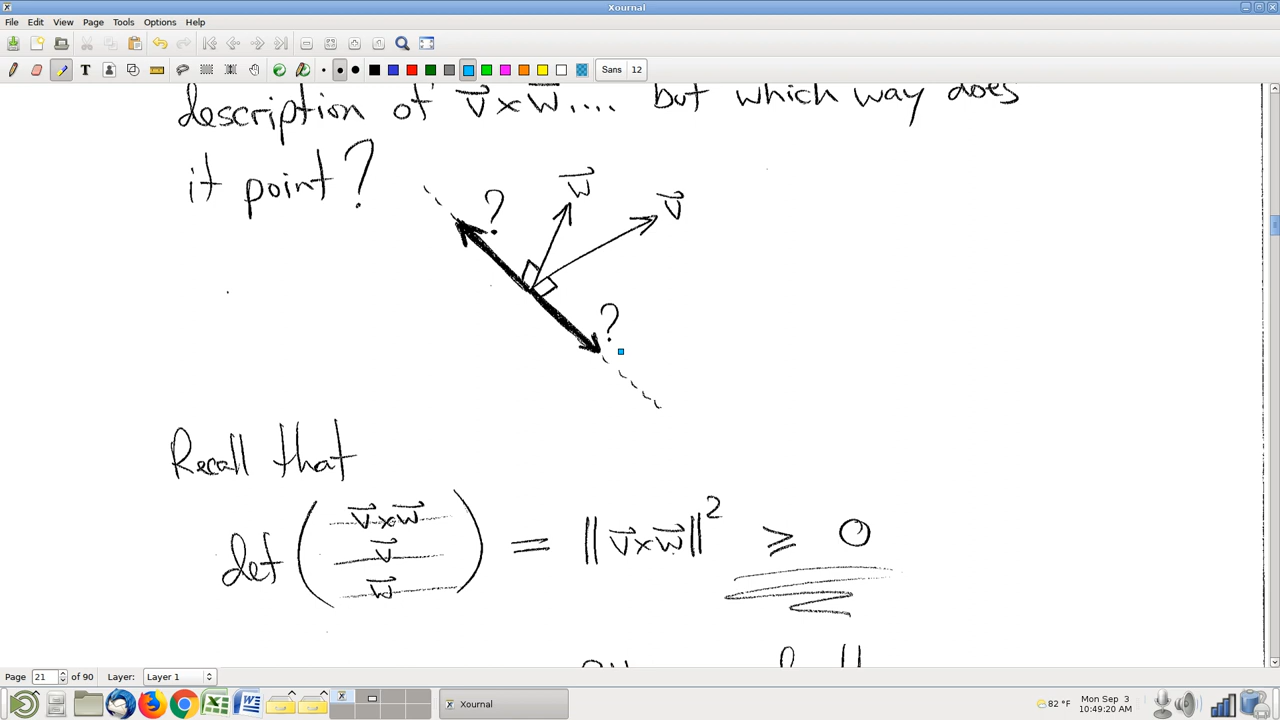 Xournal
File Edit View Page Tools Options Help
Sans 12
description of v⃗ × w⃗.... but which way does
it point?
w⃗
v⃗
?
?
Recall that
det ( v⃗×w⃗
v⃗
w⃗ ) = ||v⃗×w⃗||² ≥ 0
Page 21 of 90 Layer: Layer 1
Xournal
82 °F
Mon Sep 3
10:49:20 AM